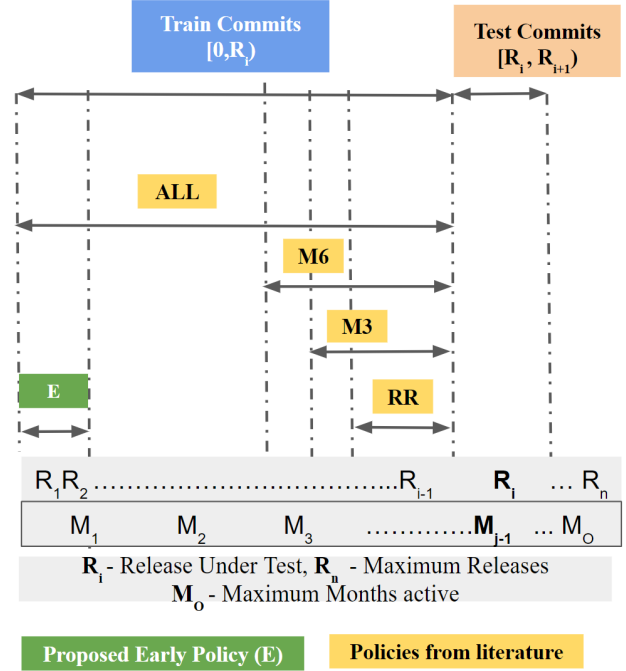 Train Commits
[0,Rᵢ)
Test Commits
[Rᵢ , Rᵢ₊₁)
ALL
M6
M3
E
RR
R₁R₂ ……………………………………..Rᵢ₋₁ Rᵢ … Rₙ
M₁ M₂ M₃ ………….…Mⱼ₋₁ ... M_O
Rᵢ - Release Under Test, Rₙ - Maximum Releases
M_O - Maximum Months active
Proposed Early Policy (E)
Policies from literature